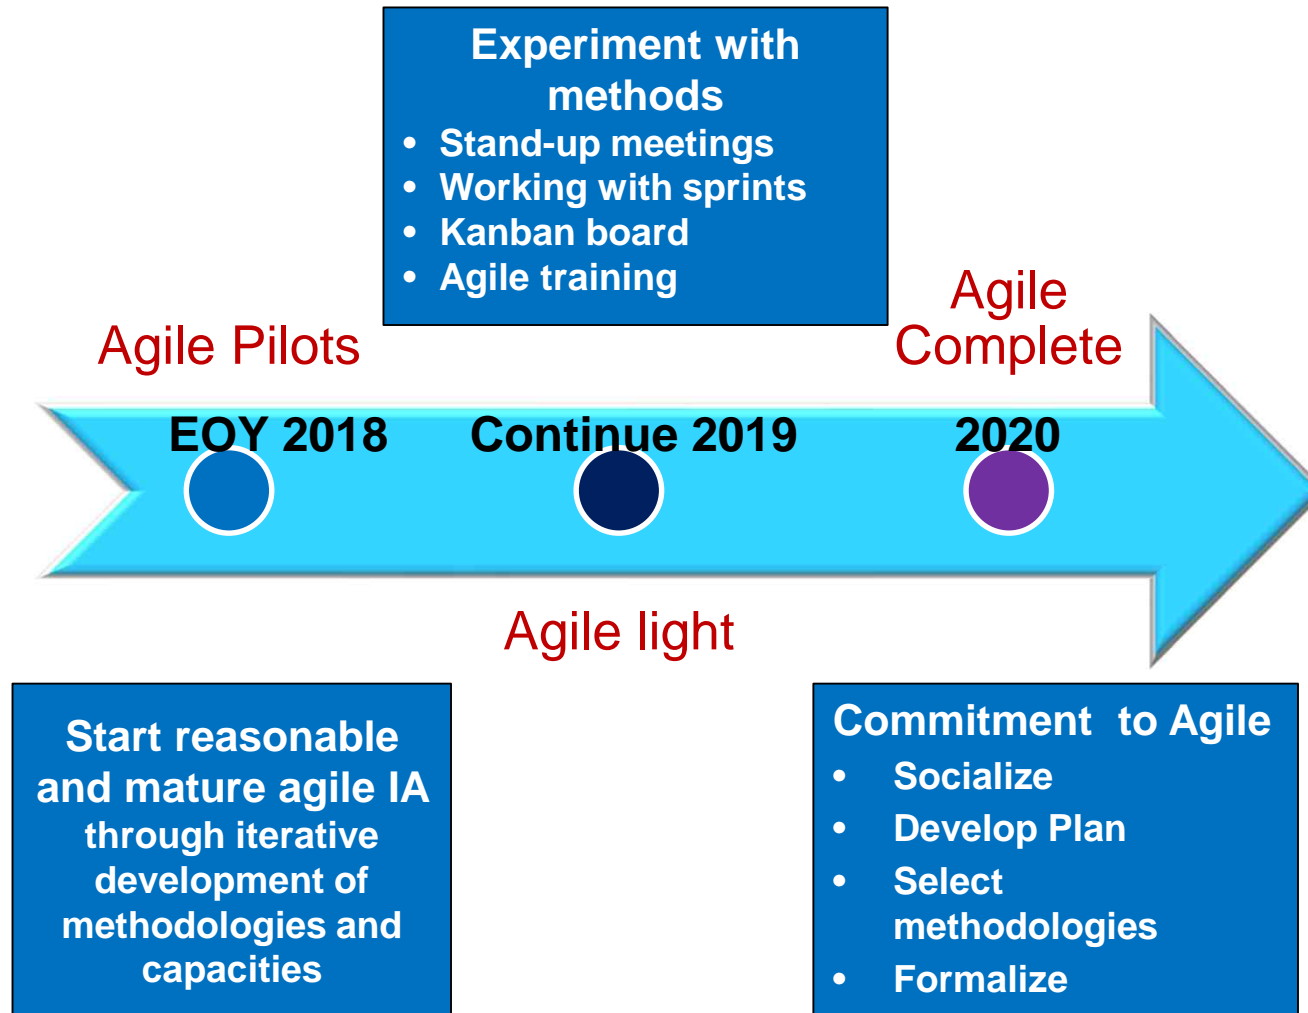 Experiment with
methods
• Stand-up meetings
• Working with sprints
• Kanban board
• Agile training
Agile Pilots
Agile
Complete
EOY 2018
Continue 2019
2020
Agile light
Start reasonable
and mature agile IA
through iterative
development of
methodologies and
capacities
Commitment to Agile
• Socialize
• Develop Plan
• Select
methodologies
• Formalize